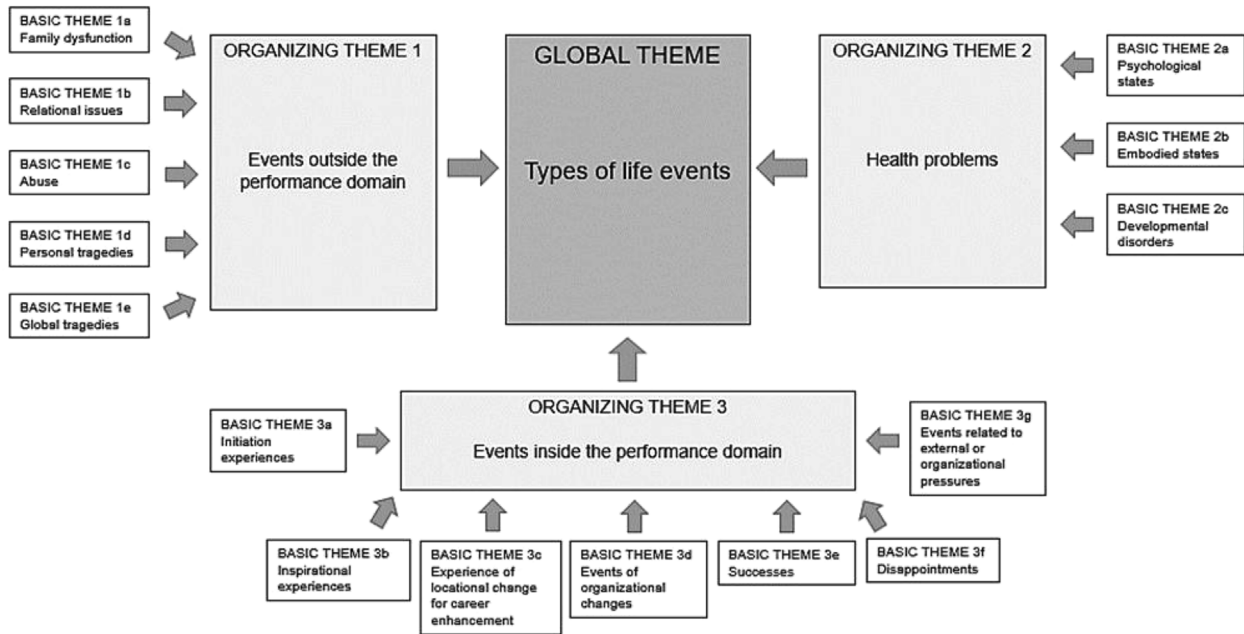 BASIC THEME 1a
Family dysfunction
BASIC THEME 1b
Relational issues
BASIC THEME 1c
Abuse
BASIC THEME 1d
Personal tragedies
BASIC THEME 1e
Global tragedies
ORGANIZING THEME 1
Events outside the
performance domain
GLOBAL THEME
Types of life events
ORGANIZING THEME 2
Health problems
BASIC THEME 2a
Psychological
states
BASIC THEME 2b
Embodied states
BASIC THEME 2c
Developmental
disorders
ORGANIZING THEME 3
Events inside the performance domain
BASIC THEME 3a
Initiation
experiences
BASIC THEME 3b
Inspirational
experiences
BASIC THEME 3c
Experience of
locational change
for career
enhancement
BASIC THEME 3d
Events of
organizational
changes
BASIC THEME 3e
Successes
BASIC THEME 3f
Disappointments
BASIC THEME 3g
Events related to
external or
organizational
pressures